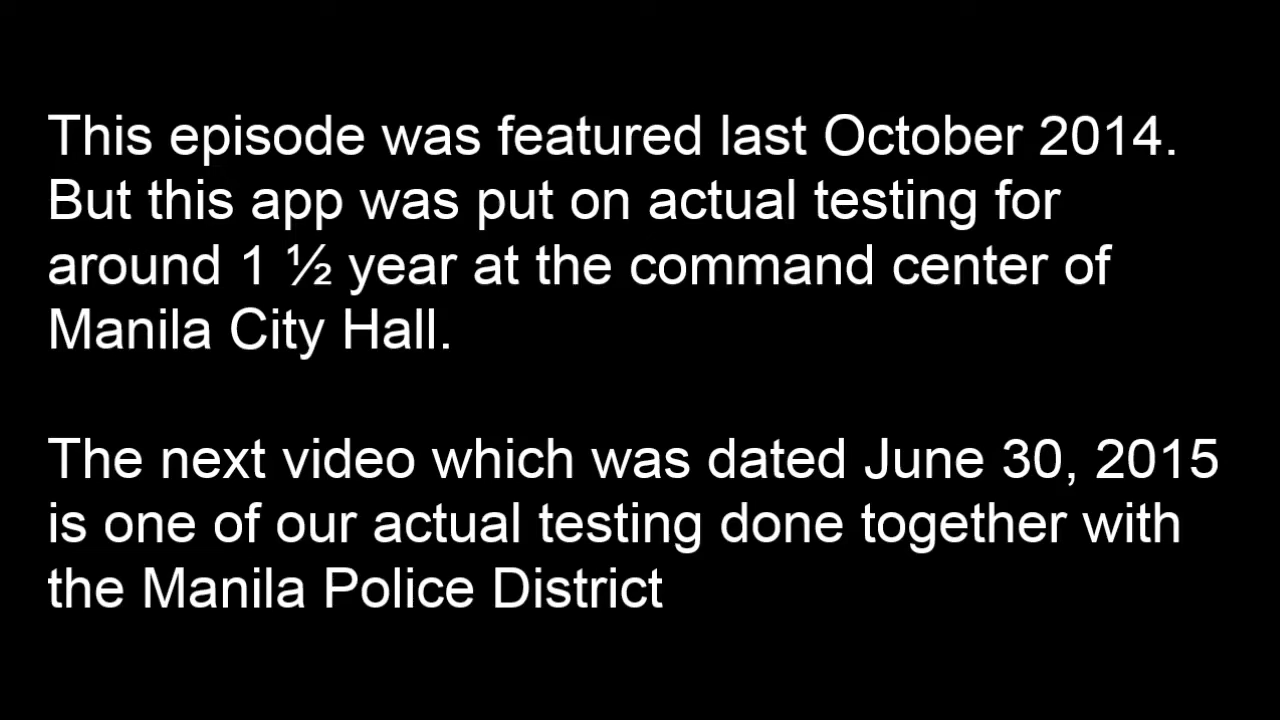 This episode was featured last October 2014.
But this app was put on actual testing for
around 1 ½ year at the command center of
Manila City Hall.
The next video which was dated June 30, 2015
is one of our actual testing done together with
the Manila Police District